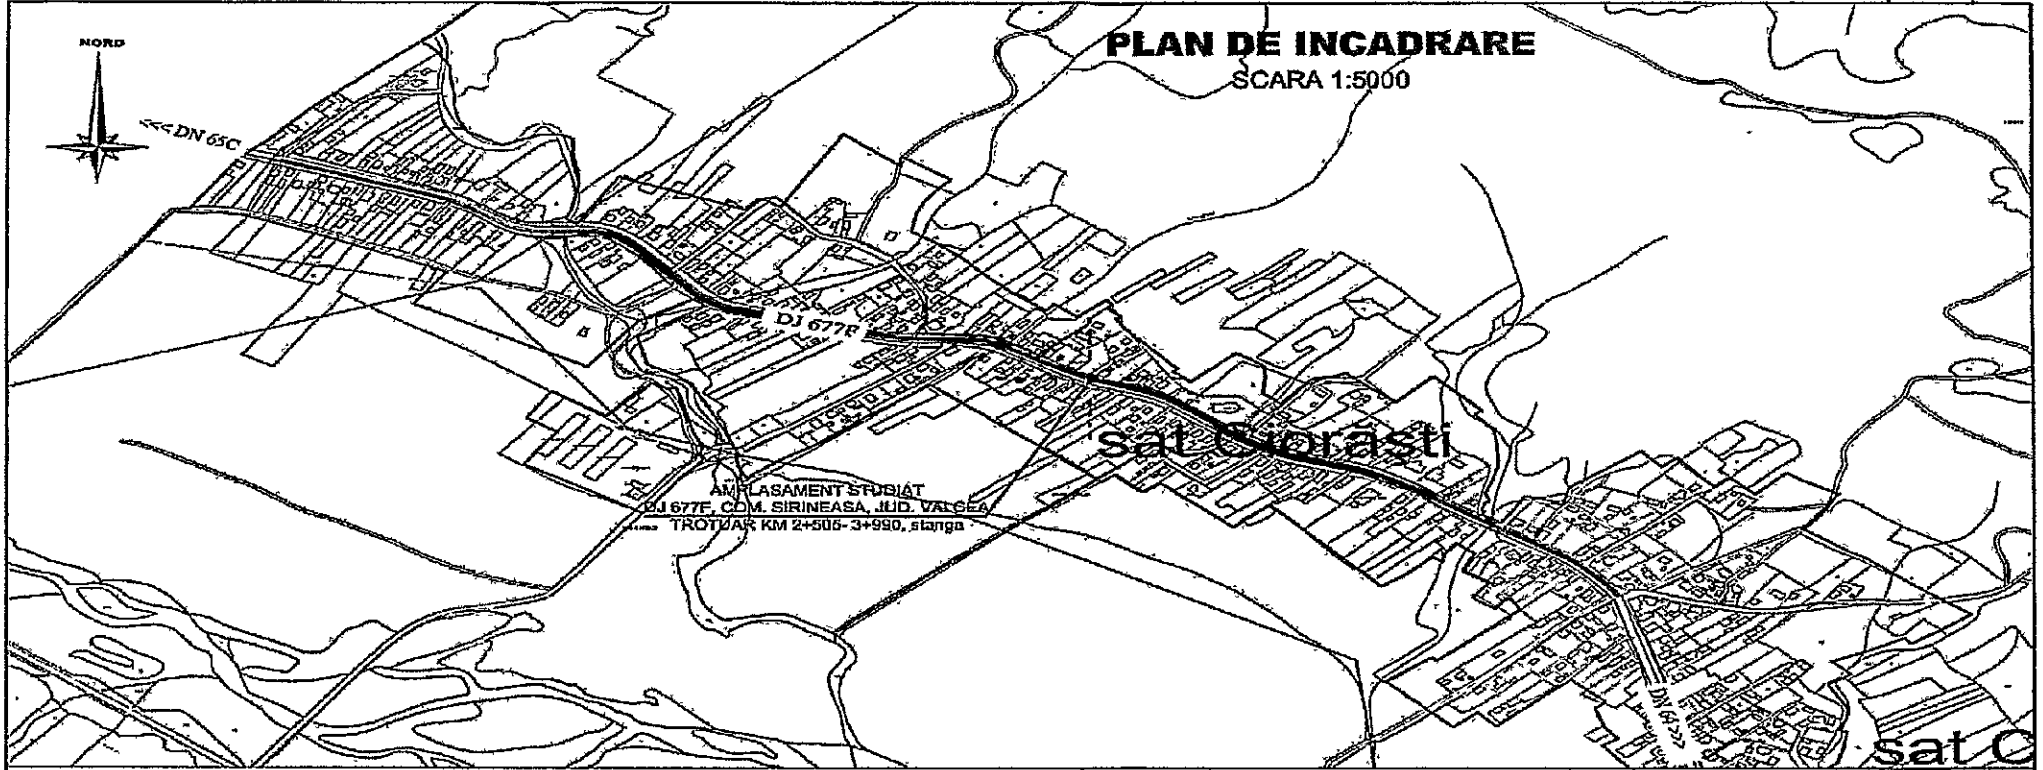 NORD
PLAN DE INCADRARE
SCARA 1:5000
<<< DN 65C
DJ 677F
sat Ciorăsti
AMPLASAMENT STUDIAT
DJ 677F, COM. SIRINEASA, JUD. VALCEA
TROTUAR KM 2+505- 3+990, stanga
DN 64>>>
sat C